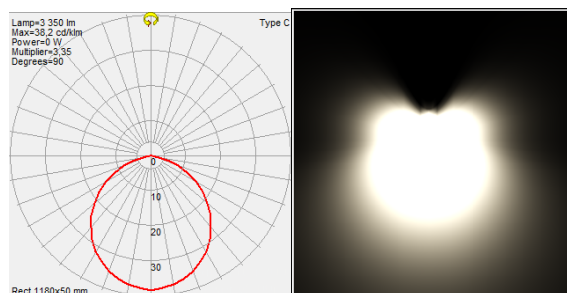 Lamp=3 350 lm
Type C
Max=38,2 cd/klm
Power=0 W
Multiplier=3,35
Degrees=90
0
10
20
30
Rect 1180x50 mm